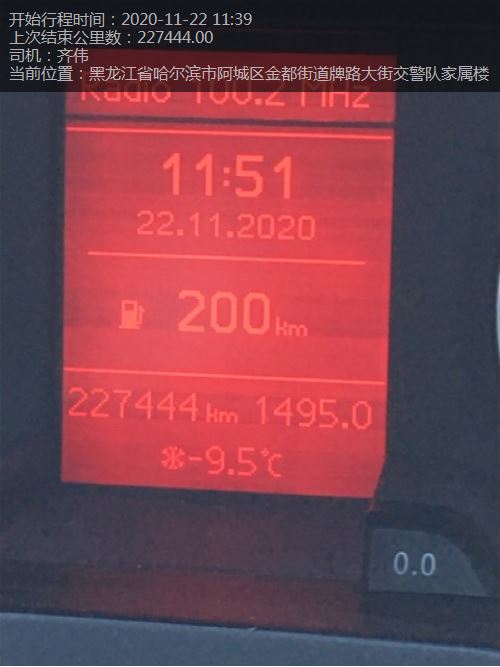 开始行程时间：2020-11-22 11:39
上次结束公里数：227444.00
司机：齐伟
当前位置：黑龙江省哈尔滨市阿城区金都街道牌路大街交警队家属楼
Radio 100.2 MHz
11:51
22.11.2020
200km
227444km 1495.0
-9.5℃
0.0